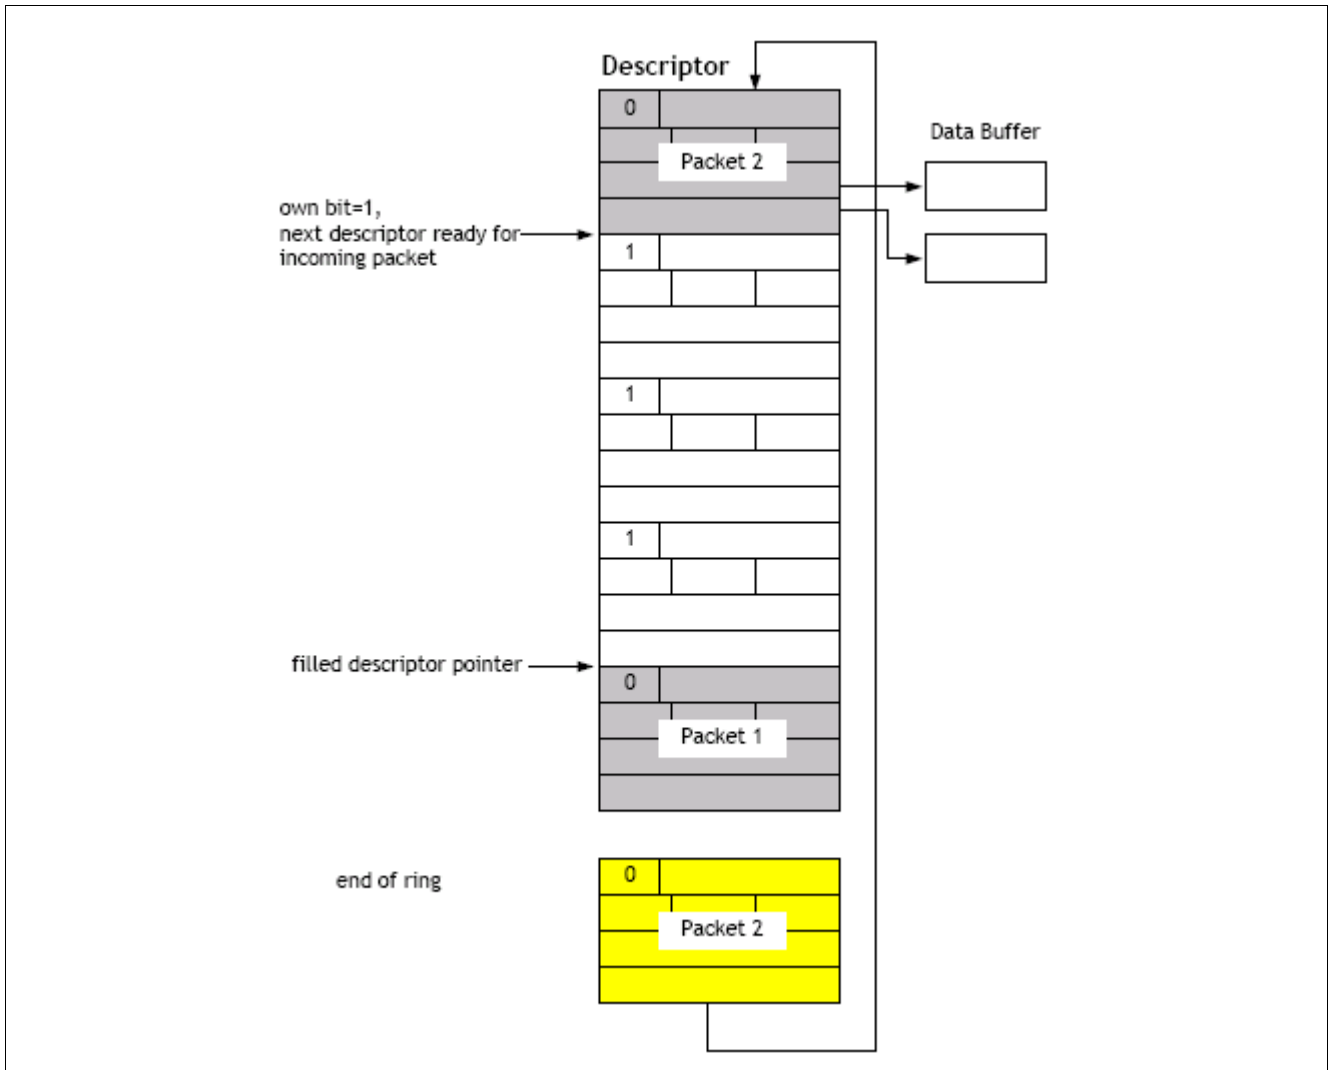 Descriptor
0
Data Buffer
Packet 2
own bit=1,
next descriptor ready for
incoming packet
1
1
1
filled descriptor pointer
0
Packet 1
0
end of ring
Packet 2